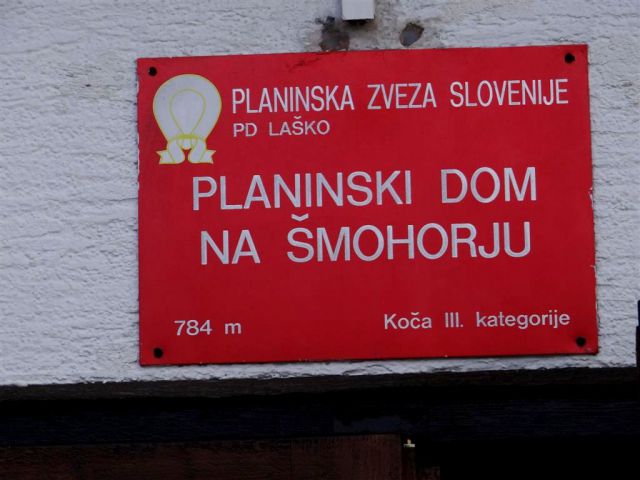 PLANINSKA ZVEZA SLOVENIJE
PD LAŠKO
PLANINSKI DOM
NA ŠMOHORJU
784 m
Koča III. kategorije